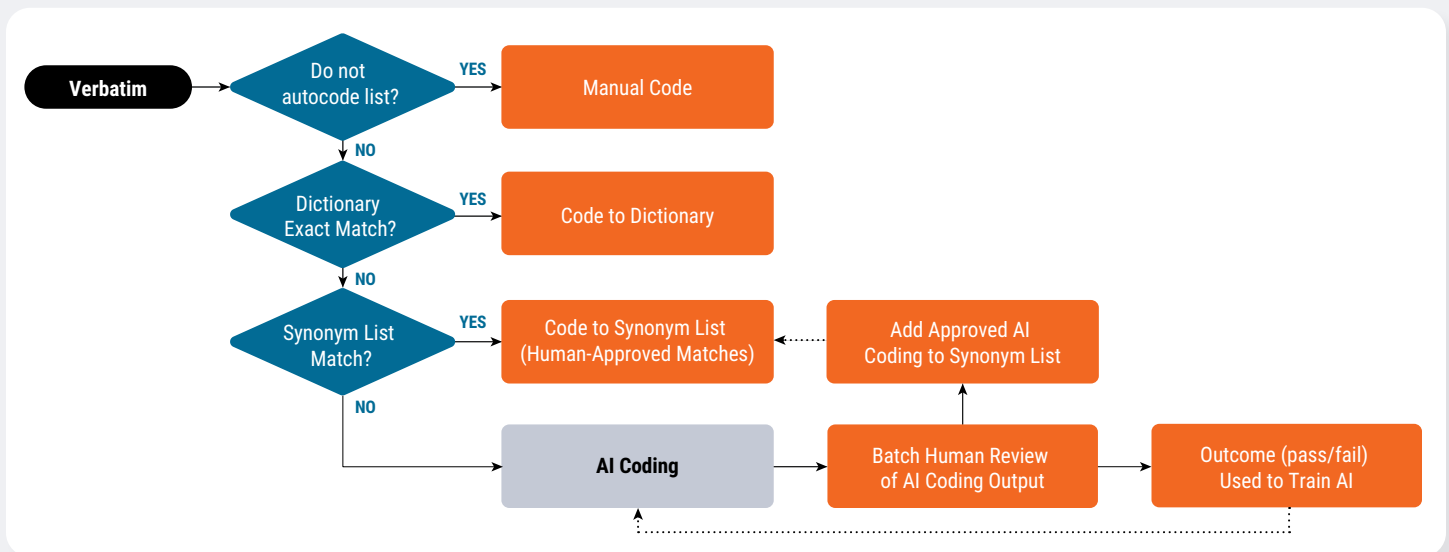 Verbatim
Do not
autocode list?
YES
Manual Code
NO
Dictionary
Exact Match?
YES
Code to Dictionary
NO
Synonym List
Match?
YES
Code to Synonym List
(Human-Approved Matches)
Add Approved AI
Coding to Synonym List
NO
AI Coding
Batch Human Review
of AI Coding Output
Outcome (pass/fail)
Used to Train AI